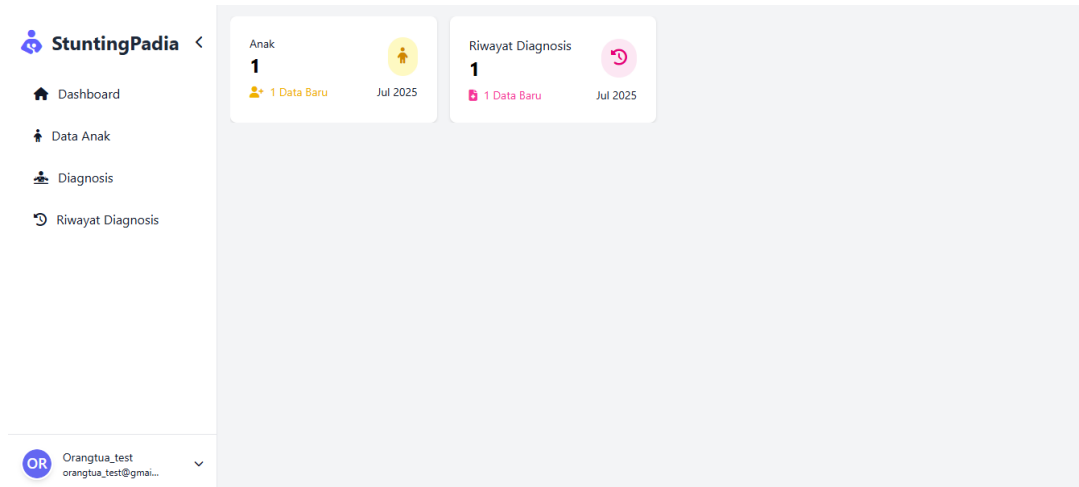 StuntingPadia
Dashboard
Data Anak
Diagnosis
Riwayat Diagnosis
Anak
1
1 Data Baru
Jul 2025
Riwayat Diagnosis
1
1 Data Baru
Jul 2025
OR
Orangtua_test
orangtua_test@gmai...